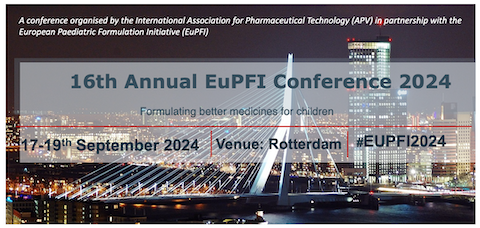 A conference organised by the International Association for Pharmaceutical Technology (APV) in partnership with the
European Paediatric Formulation Initiative (EuPFI)
16th Annual EuPFI Conference 2024
Formulating better medicines for children
17-19th September 2024 Venue: Rotterdam #EUPFI2024